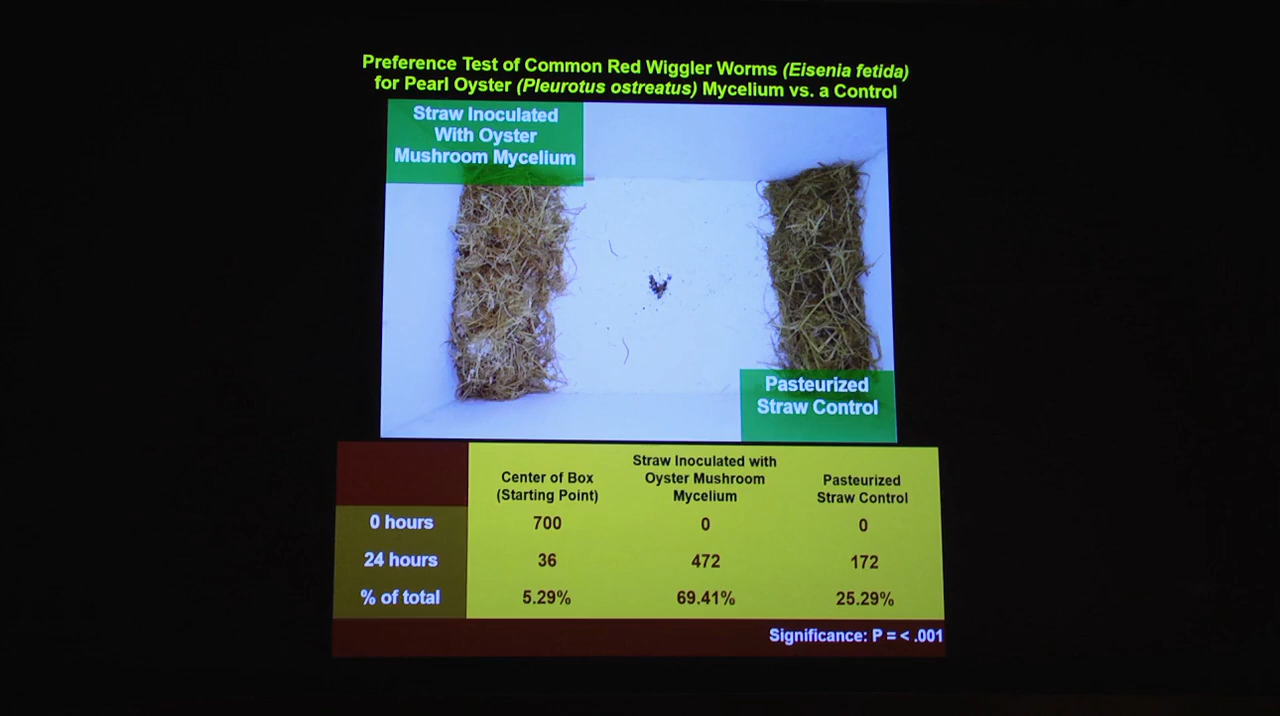 Preference Test of Common Red Wiggler Worms (Eisenia fetida)
for Pearl Oyster (Pleurotus ostreatus) Mycelium vs. a Control
Straw Inoculated
With Oyster
Mushroom Mycelium
Pasteurized
Straw Control
Center of Box
(Starting Point)
Straw Inoculated with
Oyster Mushroom
Mycelium
Pasteurized
Straw Control
0 hours 700 0 0
24 hours 36 472 172
% of total 5.29% 69.41% 25.29%
Significance: P = < .001